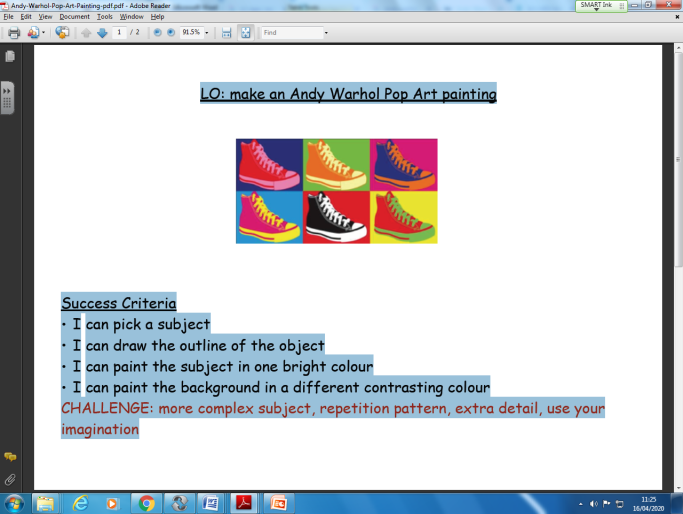 Andy-Warhol-Pop-Art-Painting-pdf.pdf - Adobe Reader
SMART Ink
File Edit View Document Tools Window Help
1 / 2 91.5% Find
LO: make an Andy Warhol Pop Art painting
Success Criteria
• I can pick a subject
• I can draw the outline of the object
• I can paint the subject in one bright colour
• I can paint the background in a different contrasting colour
CHALLENGE: more complex subject, repetition pattern, extra detail, use your
imagination
11:25
16/04/2020